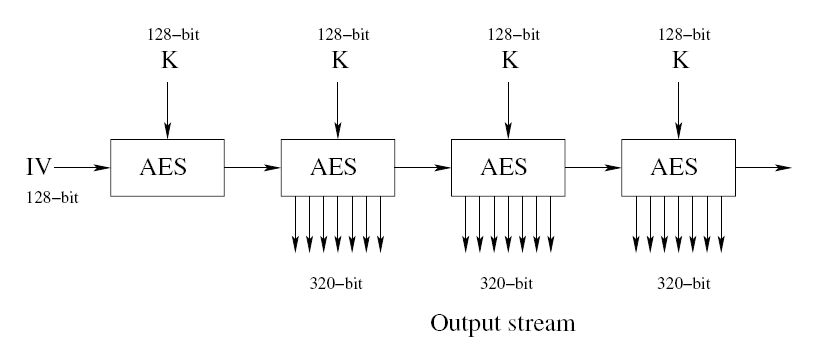 128-bit 128-bit 128-bit 128-bit
K K K K
IV AES AES AES AES
128-bit
320-bit 320-bit 320-bit
Output stream